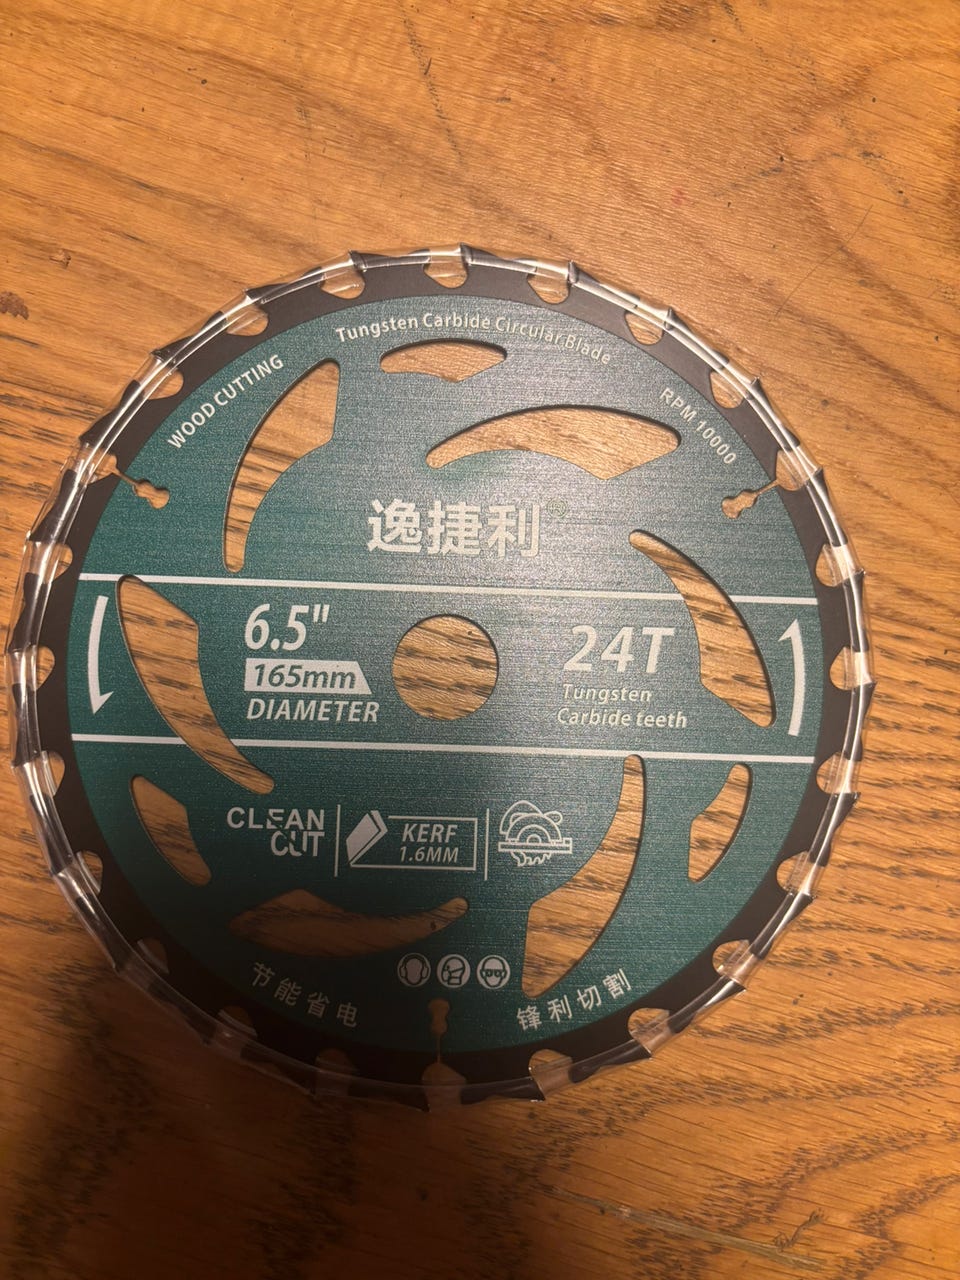 Tungsten Carbide Circular Blade
WOOD CUTTING
RPM 10000
逸捷利®
6.5"
165mm
DIAMETER
24T
Tungsten
Carbide teeth
CLEAN
CUT
KERF
1.6MM
节能省电
锋利切割